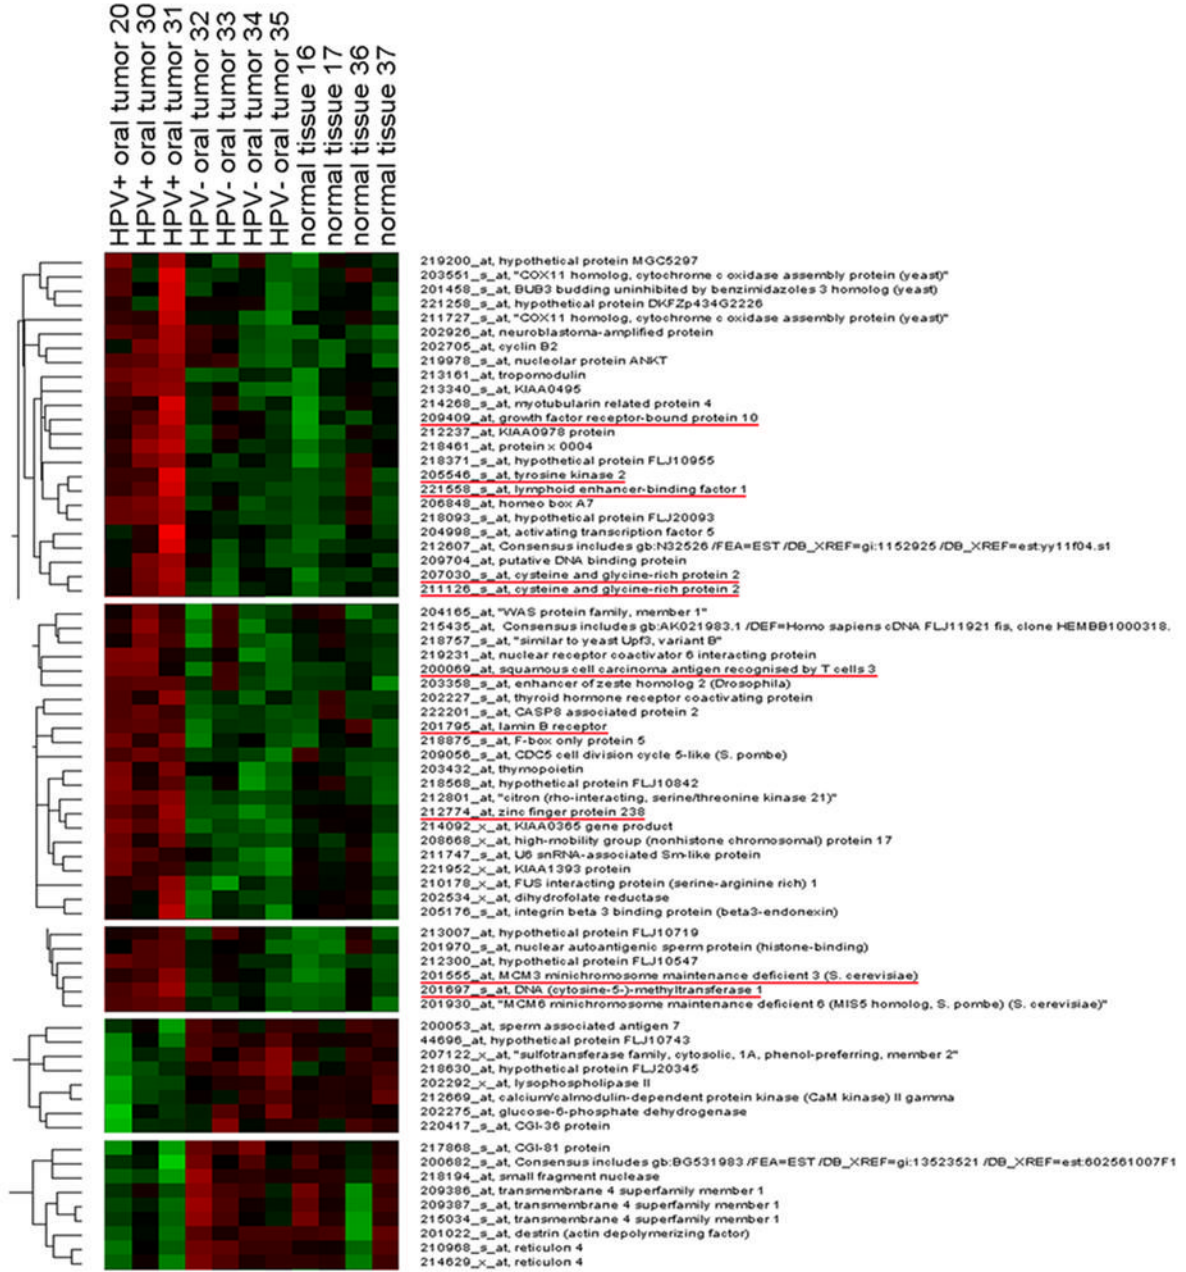 HPV+ oral tumor 20
HPV+ oral tumor 30
HPV+ oral tumor 31
HPV- oral tumor 32
HPV- oral tumor 33
HPV- oral tumor 34
HPV- oral tumor 35
normal tissue 16
normal tissue 17
normal tissue 36
normal tissue 37
219200_at, hypothetical protein MGC5297
203551_s_at, "COX11 homolog, cytochrome c oxidase assembly protein (yeast)"
201458_s_at, BUB3 budding uninhibited by benzimidazoles 3 homolog (yeast)
221258_s_at, hypothetical protein DKFZp434G2226
211727_s_at, "COX11 homolog, cytochrome c oxidase assembly protein (yeast)"
202926_at, neuroblastoma-amplified protein
202705_at, cyclin B2
219978_s_at, nucleolar protein ANKT
213161_at, tropomodulin
213340_s_at, KIAA0495
214268_s_at, myotubularin related protein 4
209409_at, growth factor receptor-bound protein 10
212237_at, KIAA0978 protein
218461_at, protein x 0004
218371_s_at, hypothetical protein FLJ10955
205546_s_at, tyrosine kinase 2
221558_s_at, lymphoid enhancer-binding factor 1
206848_at, homeo box A7
218093_s_at, hypothetical protein FLJ20093
204998_s_at, activating transcription factor 5
212607_at, Consensus includes gb:N32526 /FEA=EST /DB_XREF=gi:1152925 /DB_XREF=est:yy11f04.s1
209704_at, putative DNA binding protein
207030_s_at, cysteine and glycine-rich protein 2
211126_s_at, cysteine and glycine-rich protein 2
204165_at, "WAS protein family, member 1"
215435_at, Consensus includes gb:AK021983.1 /DEF=Homo sapiens cDNA FLJ11921 fis, clone HEMBB1000318.
218757_s_at, "similar to yeast Upf3, variant B"
219231_at, nuclear receptor coactivator 6 interacting protein
200069_at, squamous cell carcinoma antigen recognised by T cells 3
203358_s_at, enhancer of zeste homolog 2 (Drosophila)
202227_s_at, thyroid hormone receptor coactivating protein
222201_s_at, CASP8 associated protein 2
201795_at, lamin B receptor
218875_s_at, F-box only protein 5
209056_s_at, CDC5 cell division cycle 5-like (S. pombe)
203432_at, thymopoietin
218568_at, hypothetical protein FLJ10842
212801_at, "citron (rho-interacting, serine/threonine kinase 21)"
212774_at, zinc finger protein 238
214092_x_at, KIAA0365 gene product
208668_x_at, high-mobility group (nonhistone chromosomal) protein 17
211747_s_at, U6 snRNA-associated Sm-like protein
221952_x_at, KIAA1393 protein
210178_x_at, FUS interacting protein (serine-arginine rich) 1
202534_x_at, dihydrofolate reductase
205176_s_at, integrin beta 3 binding protein (beta3-endonexin)
213007_at, hypothetical protein FLJ10719
201970_s_at, nuclear autoantigenic sperm protein (histone-binding)
212300_at, hypothetical protein FLJ10547
201555_at, MCM3 minichromosome maintenance deficient 3 (S. cerevisiae)
201697_s_at, DNA (cytosine-5-)-methyltransferase 1
201930_at, "MCM6 minichromosome maintenance deficient 6 (MIS5 homolog, S. pombe) (S. cerevisiae)"
200053_at, sperm associated antigen 7
44696_at, hypothetical protein FLJ10743
207122_x_at, "sulfotransferase family, cytosolic, 1A, phenol-preferring, member 2"
218630_at, hypothetical protein FLJ20345
202292_x_at, lysophospholipase II
212669_at, calcium/calmodulin-dependent protein kinase (CaM kinase) II gamma
202275_at, glucose-6-phosphate dehydrogenase
220417_s_at, CGI-36 protein
217868_s_at, CGI-81 protein
200682_s_at, Consensus includes gb:BG531983 /FEA=EST /DB_XREF=gi:13523521 /DB_XREF=est:602561007F1
218194_at, small fragment nuclease
209386_at, transmembrane 4 superfamily member 1
209387_s_at, transmembrane 4 superfamily member 1
215034_s_at, transmembrane 4 superfamily member 1
201022_s_at, destrin (actin depolymerizing factor)
210968_s_at, reticulon 4
214629_x_at, reticulon 4